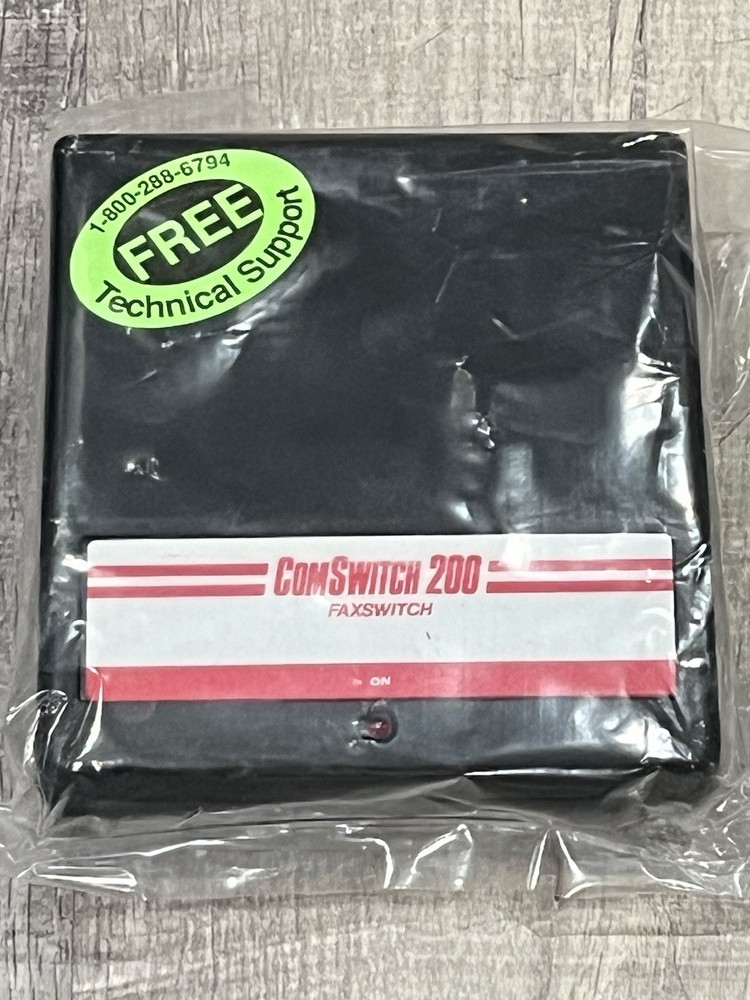 1-800-288-6794
FREE
Technical Support
COMSWITCH 200
FAXSWITCH
ON